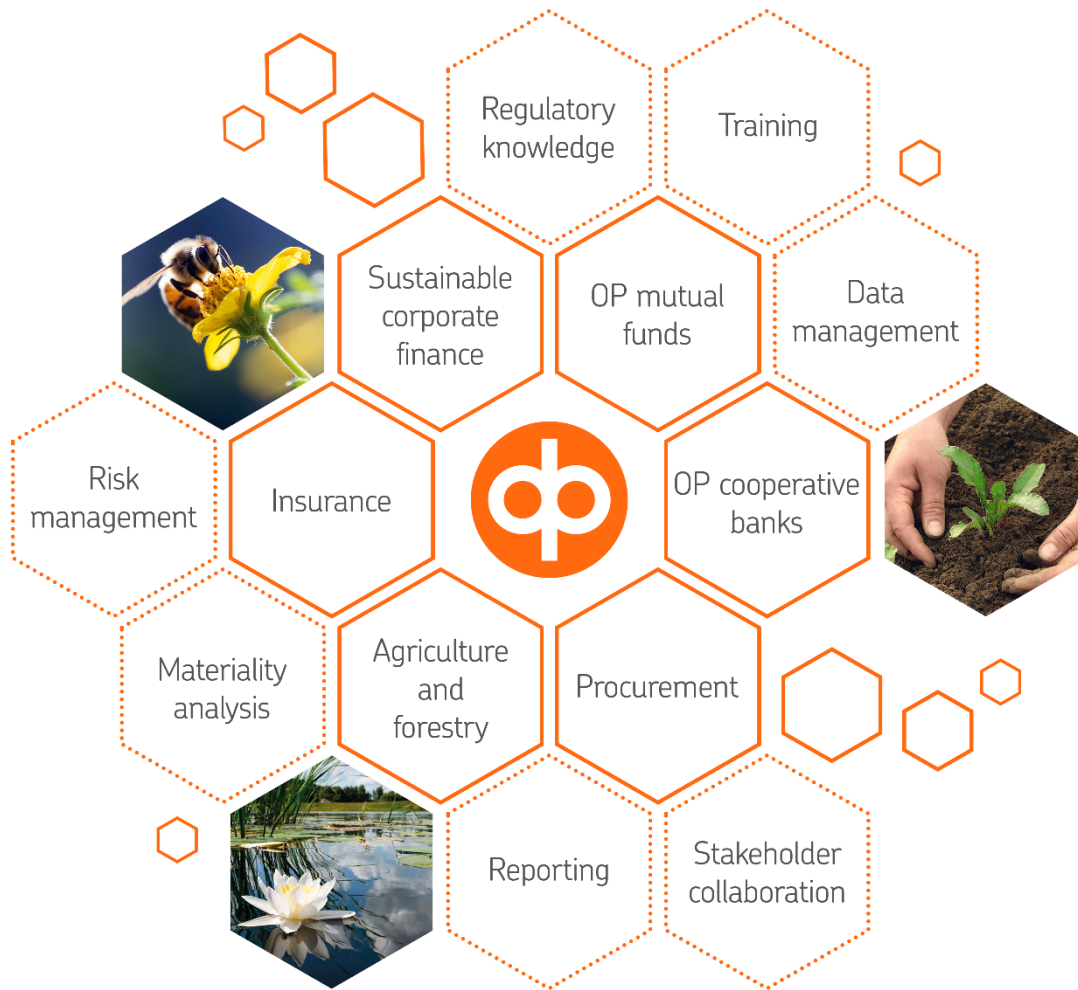 Regulatory
knowledge
Training
Sustainable
corporate
finance
OP mutual
funds
Data
management
Risk
management
Insurance
OP cooperative
banks
Materiality
analysis
Agriculture
and
forestry
Procurement
Reporting
Stakeholder
collaboration